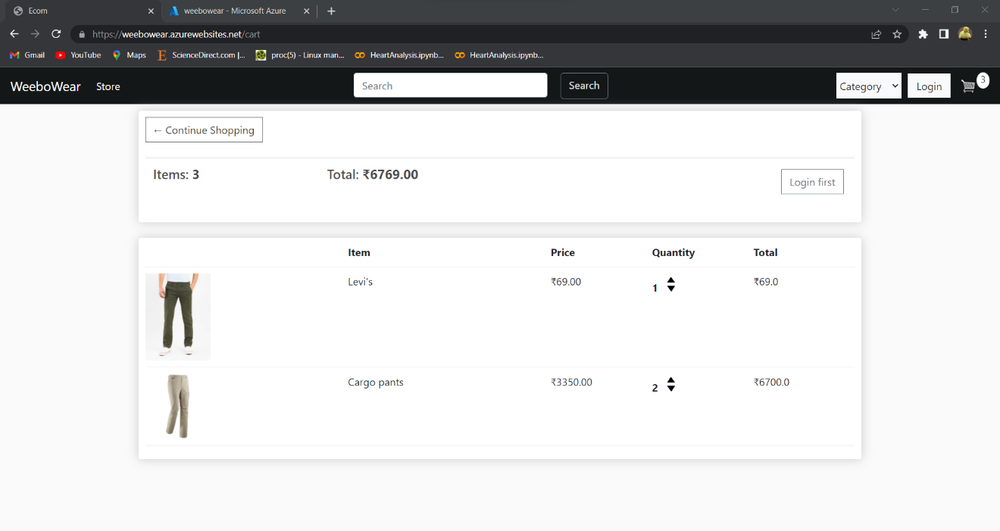 Ecom
weebowear - Microsoft Azure
https://weebowear.azurewebsites.net/cart
Gmail YouTube Maps ScienceDirect.com |... proc(5) - Linux man... HeartAnalysis.ipynb... HeartAnalysis.ipynb...
WeeboWear Store Search Search Category Login 3
← Continue Shopping
Items: 3 Total: ₹6769.00 Login first
Item Price Quantity Total
Levi's ₹69.00 1 ₹69.0
Cargo pants ₹3350.00 2 ₹6700.0